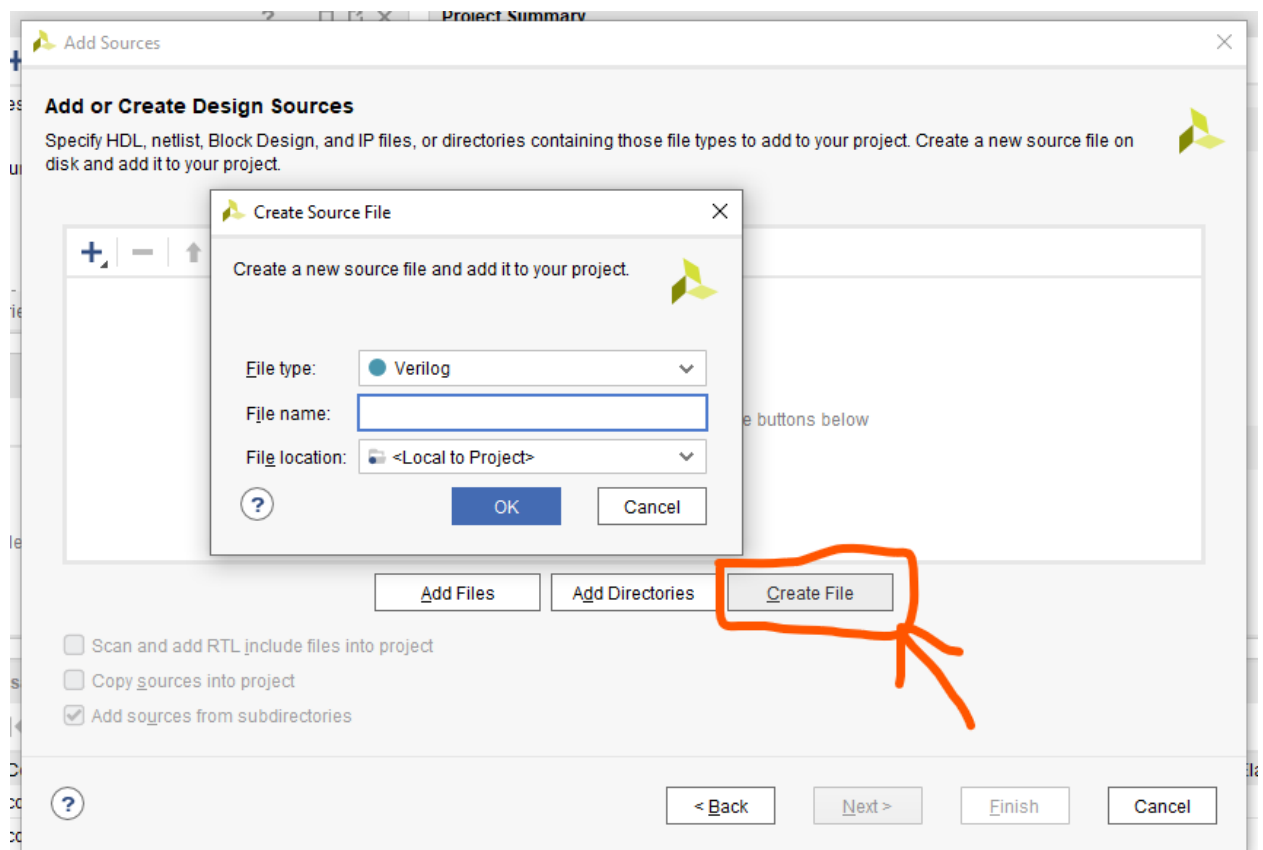 Project Summary
Add Sources
Add or Create Design Sources
Specify HDL, netlist, Block Design, and IP files, or directories containing those file types to add to your project. Create a new source file on
disk and add it to your project.
Create Source File
Create a new source file and add it to your project.
File type:
Verilog
File name:
e buttons below
File location:
<Local to Project>
?
OK
Cancel
Add Files
Add Directories
Create File
Scan and add RTL include files into project
Copy sources into project
Add sources from subdirectories
?
< Back
Next >
Finish
Cancel